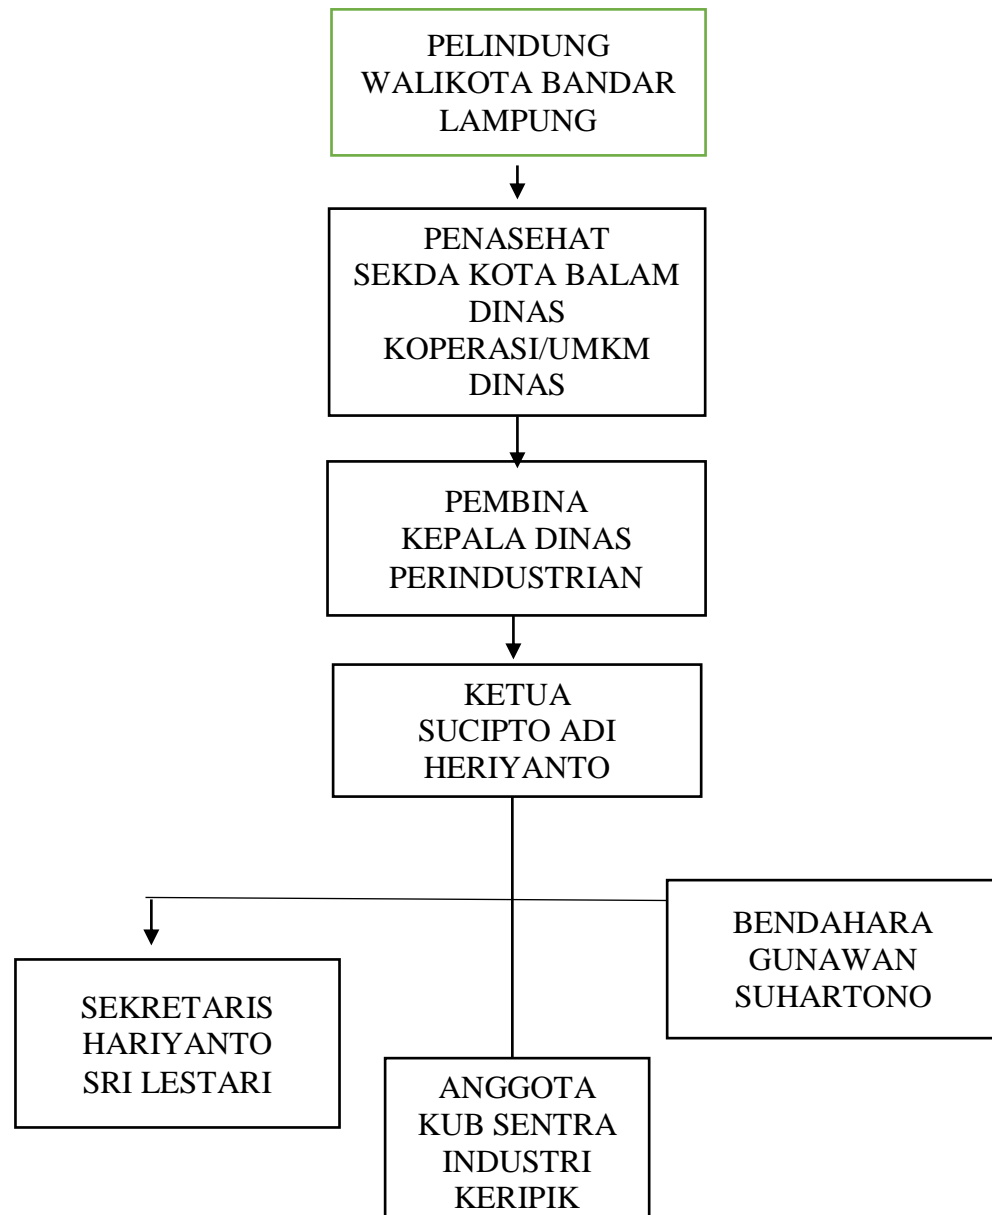 PELINDUNG
WALIKOTA BANDAR
LAMPUNG
PENASEHAT
SEKDA KOTA BALAM
DINAS
KOPERASI/UMKM
DINAS
PEMBINA
KEPALA DINAS
PERINDUSTRIAN
KETUA
SUCIPTO ADI
HERIYANTO
BENDAHARA
GUNAWAN
SUHARTONO
SEKRETARIS
HARIYANTO
SRI LESTARI
ANGGOTA
KUB SENTRA
INDUSTRI
KERIPIK